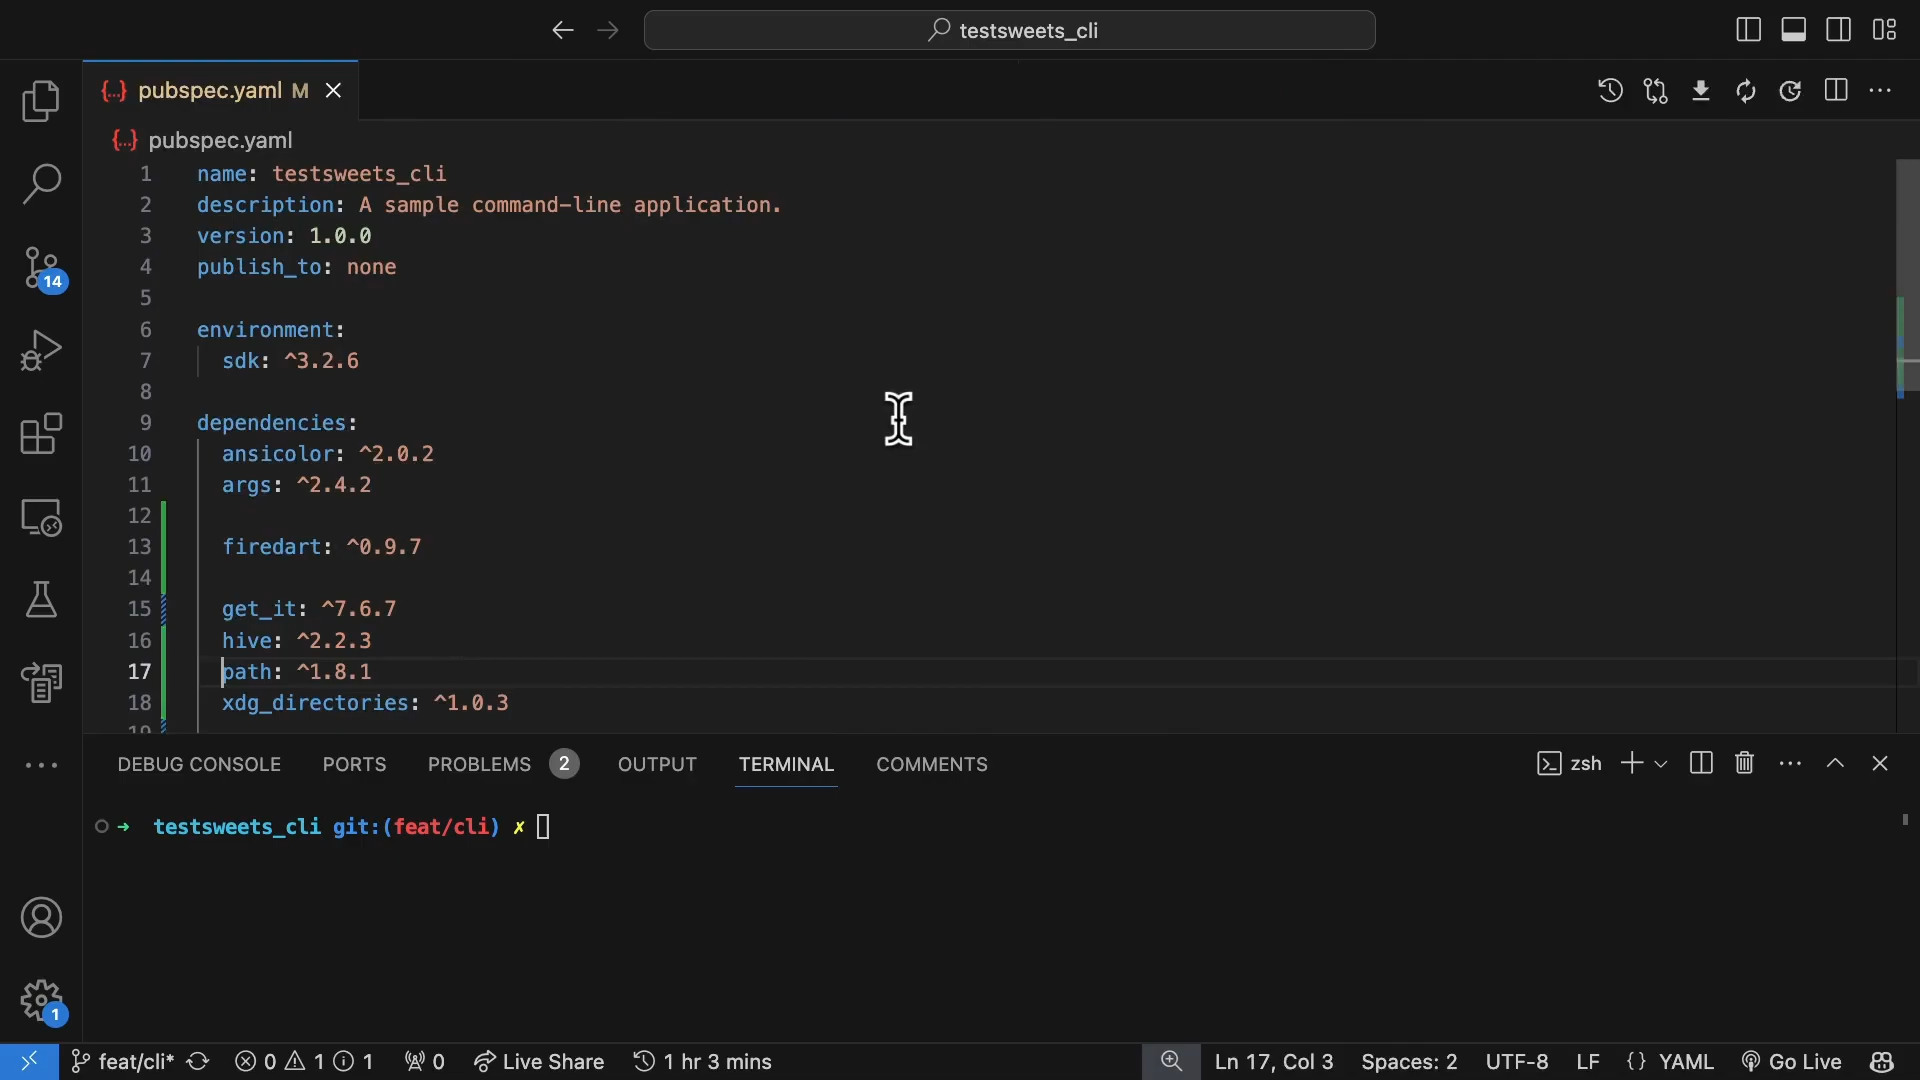 testsweets_cli
{...} pubspec.yaml M
{...} pubspec.yaml
1 name: testsweets_cli
2 description: A sample command-line application.
3 version: 1.0.0
4 publish_to: none
5
6 environment:
7 sdk: ^3.2.6
8
9 dependencies:
10 ansicolor: ^2.0.2
11 args: ^2.4.2
12
13 firedart: ^0.9.7
14
15 get_it: ^7.6.7
16 hive: ^2.2.3
17 path: ^1.8.1
18 xdg_directories: ^1.0.3
19
14
DEBUG CONSOLE PORTS PROBLEMS 2 OUTPUT TERMINAL COMMENTS zsh
→ testsweets_cli git:(feat/cli) ✗
1
feat/cli* 0 1 1 0 Live Share 1 hr 3 mins Ln 17, Col 3 Spaces: 2 UTF-8 LF {} YAML Go Live